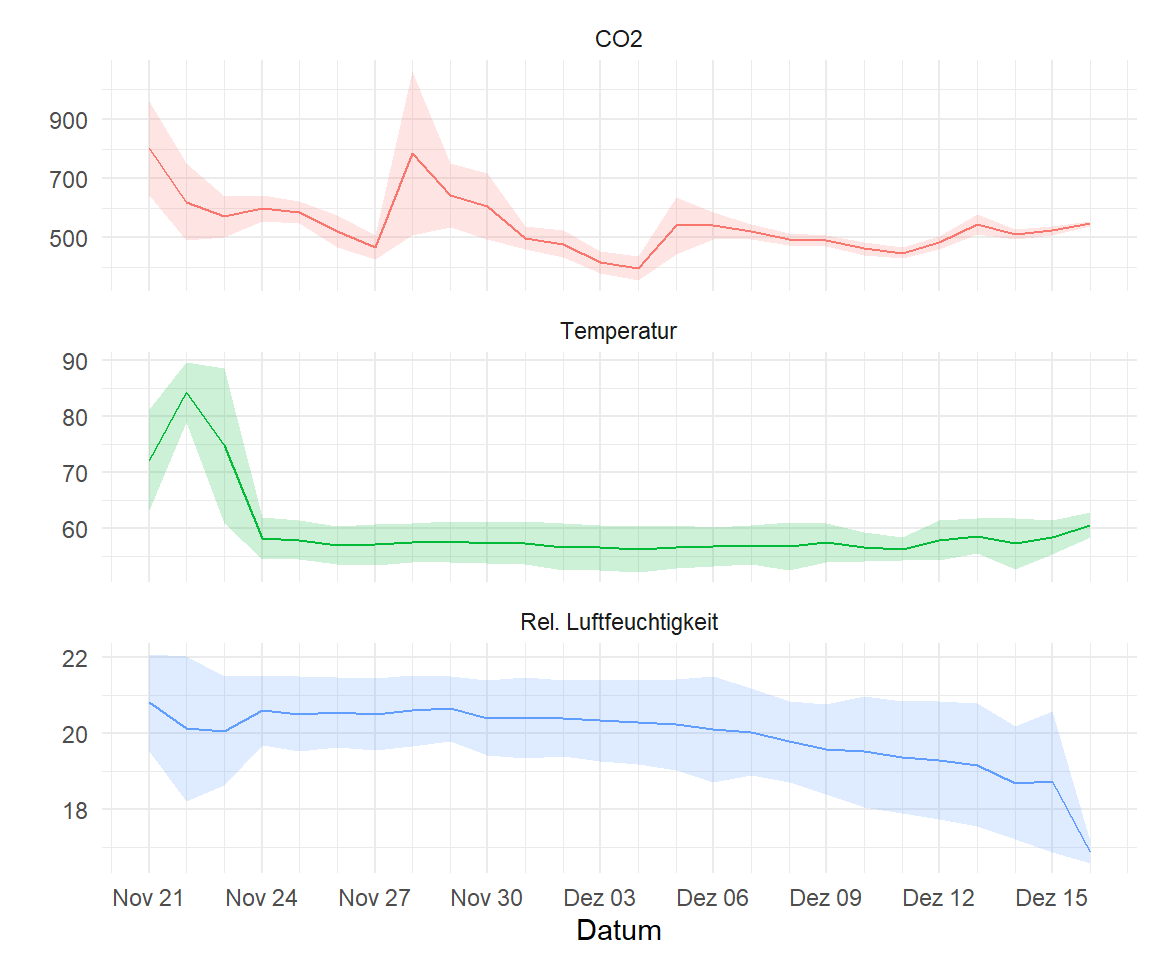 CO2
900
700
500
Temperatur
90
80
70
60
Rel. Luftfeuchtigkeit
22
20
18
Nov 21 Nov 24 Nov 27 Nov 30 Dez 03 Dez 06 Dez 09 Dez 12 Dez 15
Datum